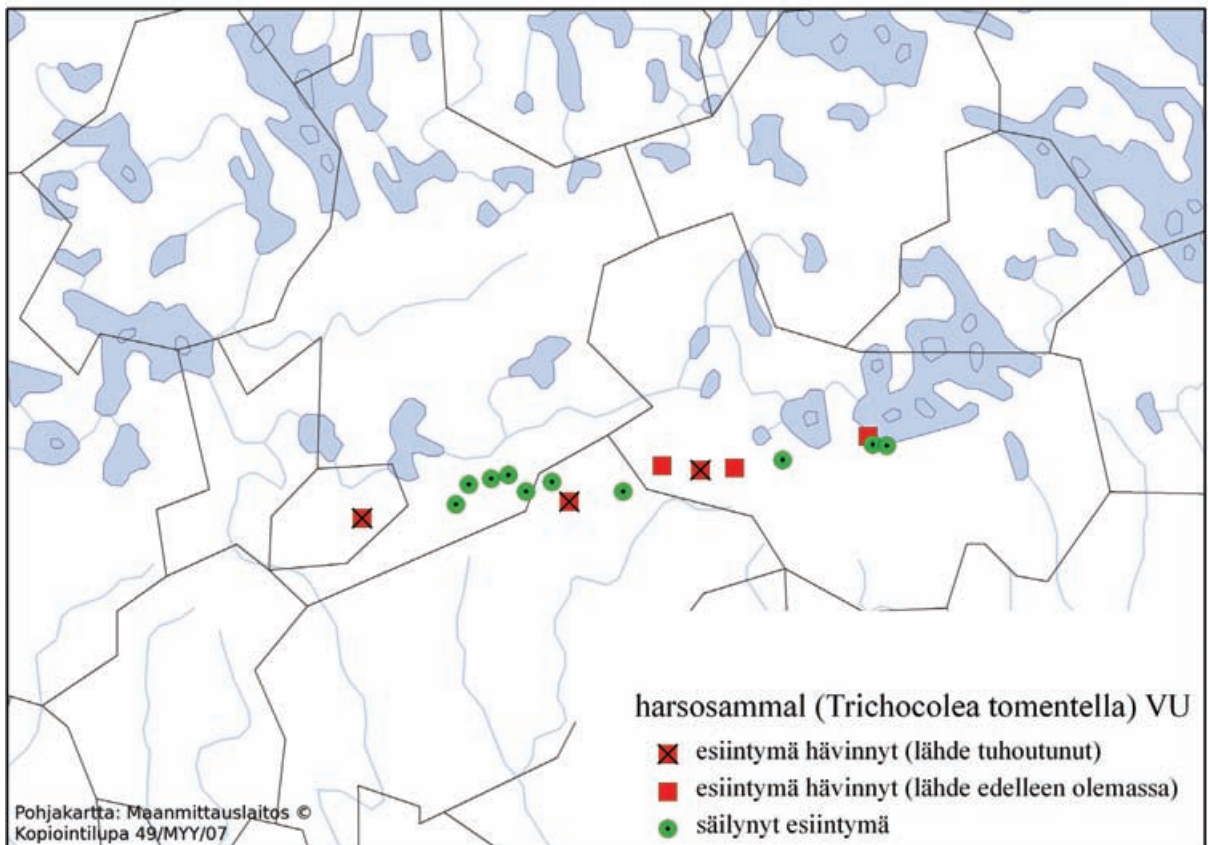 harsosammal (Trichocolea tomentella) VU
esiintymä hävinnyt (lähde tuhoutunut)
esiintymä hävinnyt (lähde edelleen olemassa)
säilynyt esiintymä
Pohjakartta: Maanmittauslaitos ©
Kopiointilupa 49/MYY/07